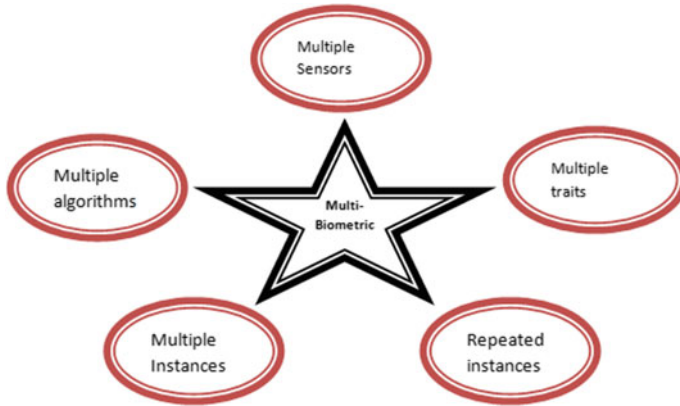 Multiple
Sensors
Multiple
algorithms
Multiple
traits
Multi-
Biometric
Multiple
Instances
Repeated
instances